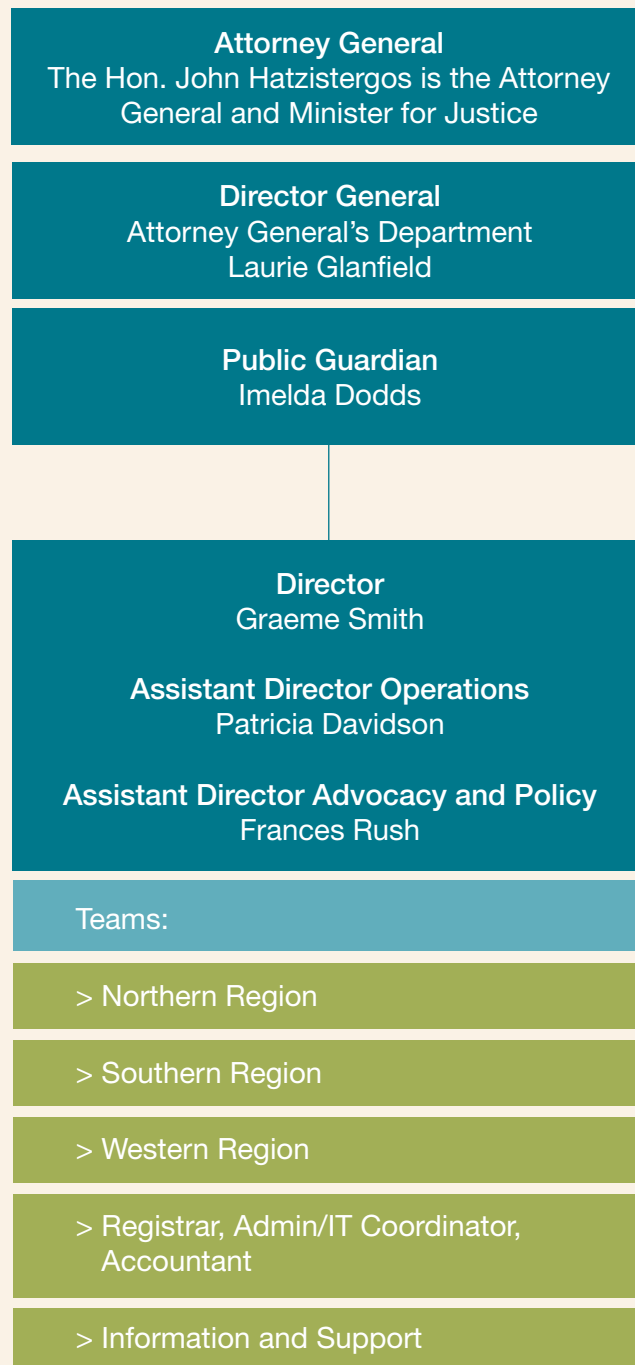 Attorney General
The Hon. John Hatzistergos is the Attorney
General and Minister for Justice
Director General
Attorney General’s Department
Laurie Glanfield
Public Guardian
Imelda Dodds
Director
Graeme Smith
Assistant Director Operations
Patricia Davidson
Assistant Director Advocacy and Policy
Frances Rush
Teams:
> Northern Region
> Southern Region
> Western Region
> Registrar, Admin/IT Coordinator,
Accountant
> Information and Support